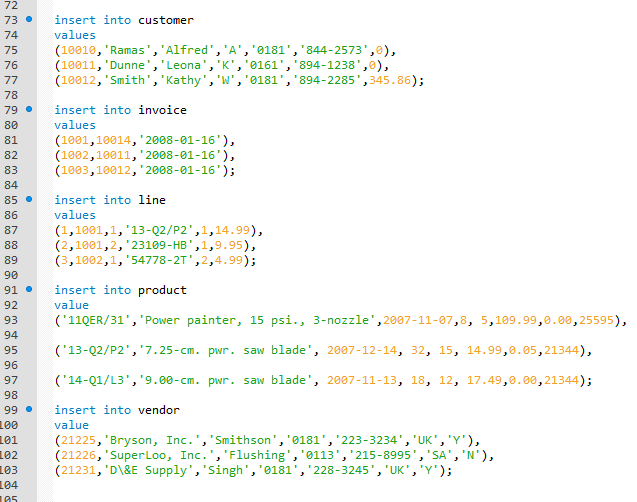 72
73 insert into customer
74 values
75 (10010,'Ramas','Alfred','A','0181','844-2573',0),
76 (10011,'Dunne','Leona','K','0161','894-1238',0),
77 (10012,'Smith','Kathy','W','0181','894-2285',345.86);
78
79 insert into invoice
80 values
81 (1001,10014,'2008-01-16'),
82 (1002,10011,'2008-01-16'),
83 (1003,10012,'2008-01-16');
84
85 insert into line
86 values
87 (1,1001,1,'13-Q2/P2',1,14.99),
88 (2,1001,2,'23109-HB',1,9.95),
89 (3,1002,1,'54778-2T',2,4.99);
90
91 insert into product
92 value
93 ('11QER/31','Power painter, 15 psi., 3-nozzle',2007-11-07,8, 5,109.99,0.00,25595),
94
95 ('13-Q2/P2','7.25-cm. pwr. saw blade', 2007-12-14, 32, 15, 14.99,0.05,21344),
96
97 ('14-Q1/L3','9.00-cm. pwr. saw blade', 2007-11-13, 18, 12, 17.49,0.00,21344);
98
99 insert into vendor
100 value
101 (21225,'Bryson, Inc.','Smithson','0181','223-3234','UK','Y'),
102 (21226,'SuperLoo, Inc.','Flushing','0113','215-8995','SA','N'),
103 (21231,'D\&E Supply','Singh','0181','228-3245','UK','Y');
104
105